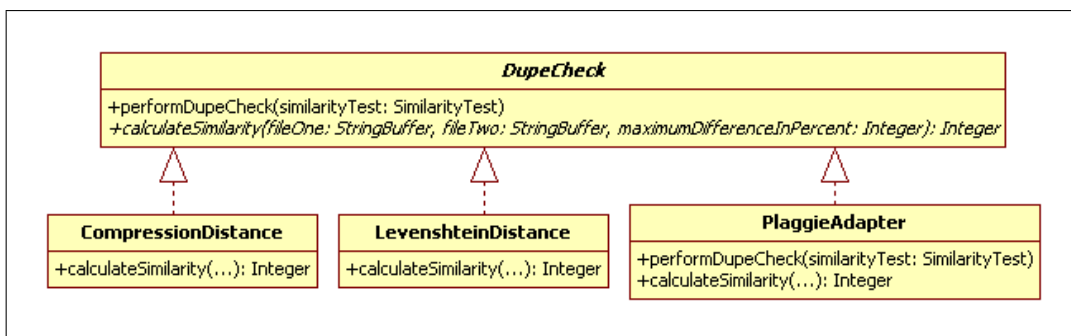 DupeCheck
+performDupeCheck(similarityTest: SimilarityTest)
+calculateSimilarity(fileOne: StringBuffer, fileTwo: StringBuffer, maximumDifferenceInPercent: Integer): Integer
CompressionDistance
+calculateSimilarity(...): Integer
LevenshteinDistance
+calculateSimilarity(...): Integer
PlaggieAdapter
+performDupeCheck(similarityTest: SimilarityTest)
+calculateSimilarity(...): Integer